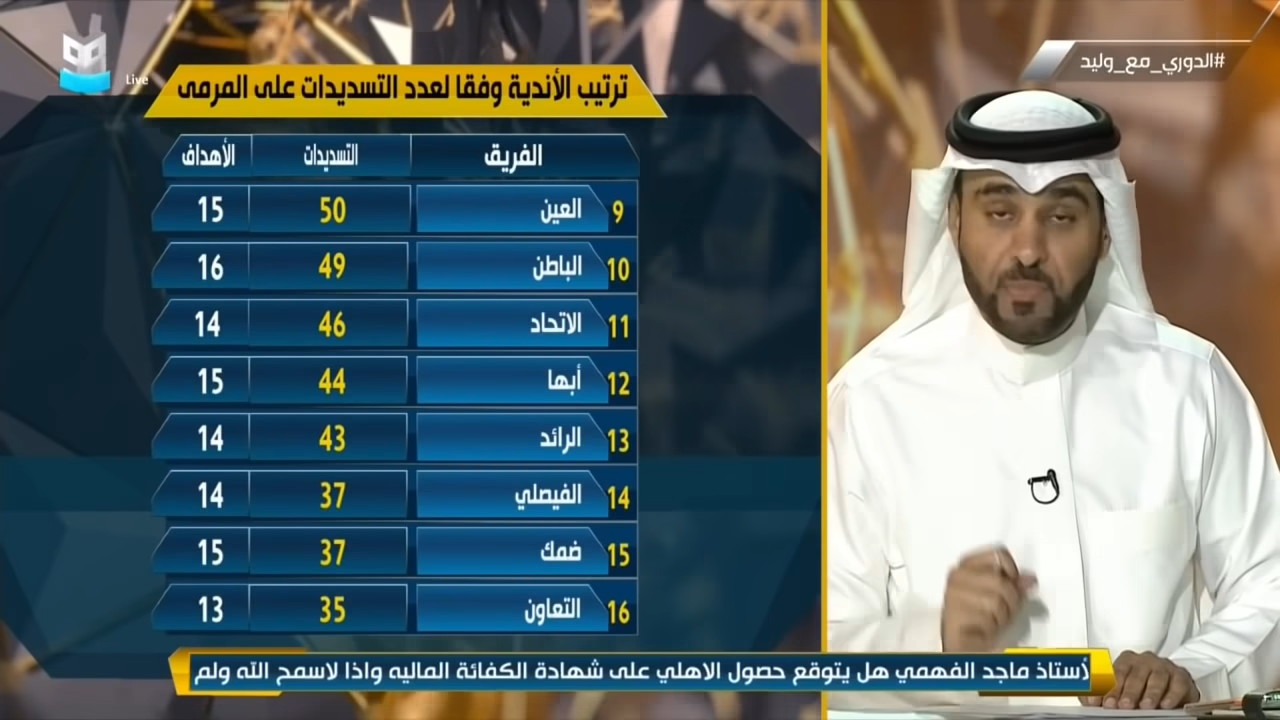 Live
#الدوري_مع_وليد
ترتيب الأندية وفقا لعدد التسديدات على المرمى
الفريق التسديدات الأهداف
9 العين 50 15
10 الباطن 49 16
11 الاتحاد 46 14
12 أبها 44 15
13 الرائد 43 14
14 الفيصلي 37 14
15 ضمك 37 15
16 التعاون 35 13
لأستاذ ماجد الفهمي هل يتوقع حصول الاهلي على شهادة الكفائة الماليه واذا لاسمح الله ولم